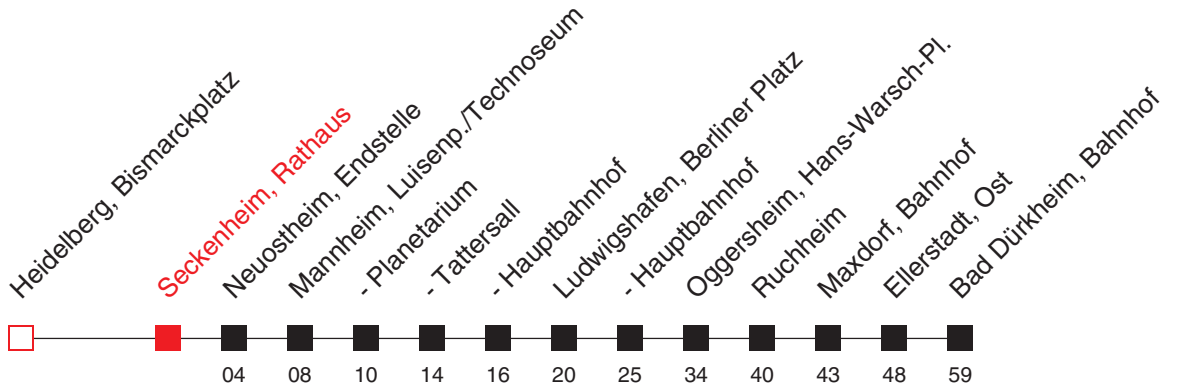 Heidelberg, Bismarckplatz
Seckenheim, Rathaus
Neuostheim, Endstelle
Mannheim, Luisenp./Technoseum
- Planetarium
- Tattersall
- Hauptbahnhof
Ludwigshafen, Berliner Platz
- Hauptbahnhof
Oggersheim, Hans-Warsch-Pl.
Ruchheim
Maxdorf, Bahnhof
Ellerstadt, Ost
Bad Dürkheim, Bahnhof
04 08 10 14 16 20 25 34 40 43 48 59